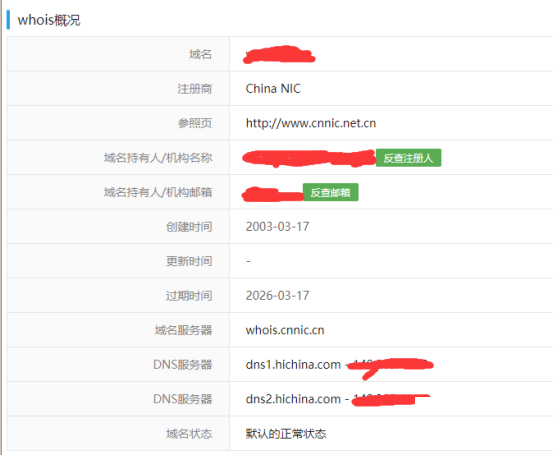 whois概况
域名
注册商 China NIC
参照页 http://www.cnnic.net.cn
域名持有人/机构名称 反查注册人
域名持有人/机构邮箱 反查邮箱
创建时间 2003-03-17
更新时间 -
过期时间 2026-03-17
域名服务器 whois.cnnic.cn
DNS服务器 dns1.hichina.com -
DNS服务器 dns2.hichina.com -
域名状态 默认的正常状态